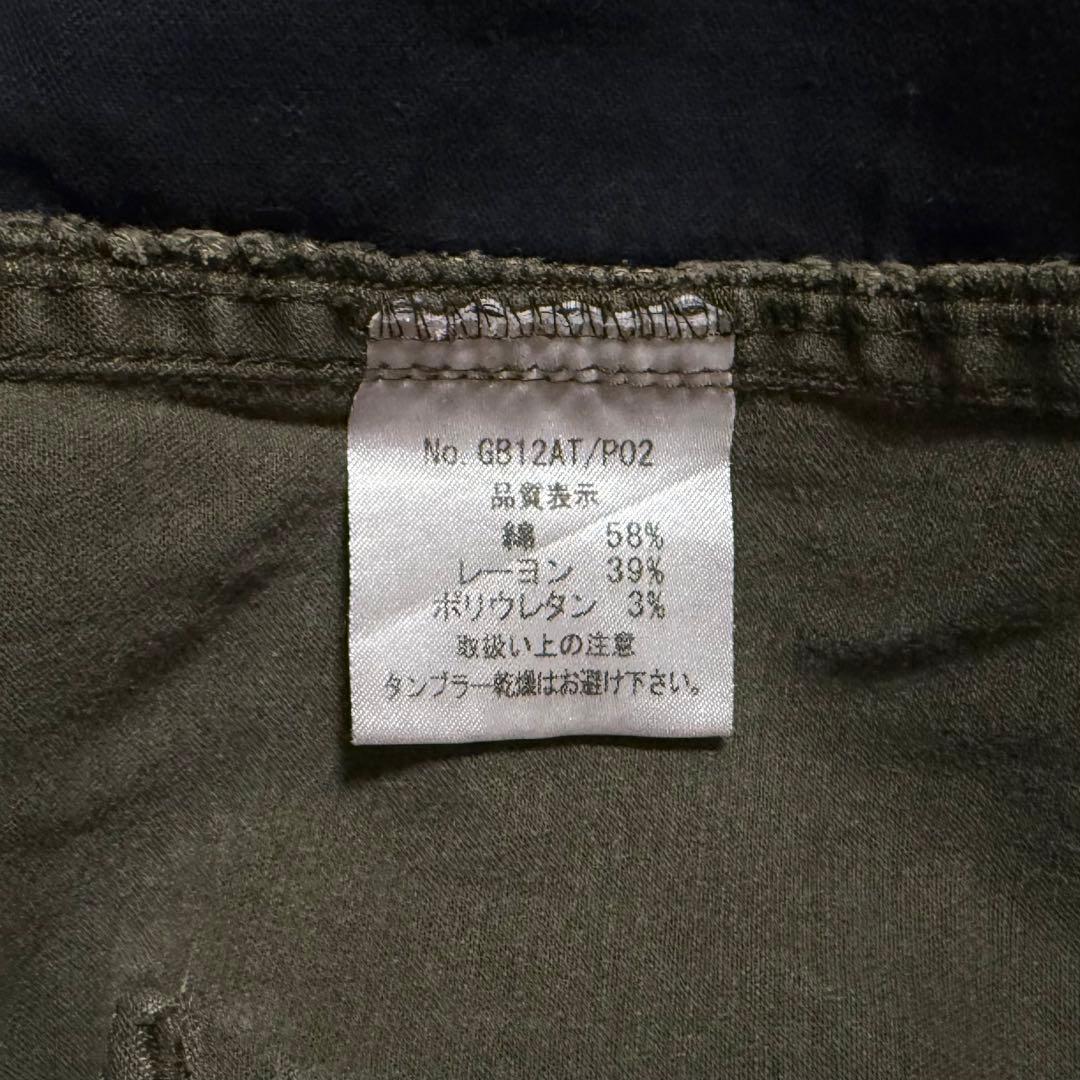 No. GB12AT/P02
品質表示
綿 58%
レーヨン 39%
ポリウレタン 3%
取扱い上の注意
タンブラー乾燥はお避け下さい。